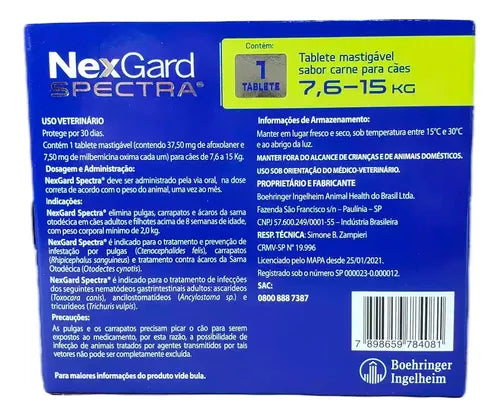 NexGard
SPECTRA®
Contém:
1
TABLETE
Tablete mastigável
sabor carne para cães
7,6–15 KG
USO VETERINÁRIO
Protege por 30 dias.
Contém 1 tablete mastigável (contendo 37,50 mg de afoxolaner e
7,50 mg de milbemicina oxima cada um) para cães de 7,6 a 15 Kg.
Dosagem e Administração:
NexGard Spectra® deve ser administrado pela via oral, na dose
correta de acordo com o peso do animal, uma vez ao mês.
Indicações:
NexGard Spectra® elimina pulgas, carrapatos e ácaros da sarna
otodécica em cães adultos e filhotes acima de 8 semanas de idade,
com peso corporal mínimo de 2,0 kg.
NexGard Spectra® é indicado para o tratamento e prevenção de
infestação por pulgas (Ctenocephalides felis), carrapatos
(Rhipicephalus sanguineus) e tratamento contra ácaros da Sarna
Otodécica (Otodectes cynotis).
NexGard Spectra® é indicado para o tratamento de infecções
dos seguintes nematódeos gastrintestinais adultos: ascarídeos
(Toxocara canis), ancilostomatídeos (Ancylostoma sp.) e
tricurídeos (Trichuris vulpis).
Precauções:
As pulgas e os carrapatos precisam picar o cão para serem
expostos ao medicamento, por esta razão, a possibilidade de
infecção de animais tratados por agentes transmitidos por tais
vetores não pode ser completamente excluída.
Para maiores informações do produto vide bula.
Informações de Armazenamento:
Manter em lugar fresco e seco, sob temperatura entre 15°C e 30°C
e ao abrigo da luz.
MANTER FORA DO ALCANCE DE CRIANÇAS E DE ANIMAIS DOMÉSTICOS.
USO SOB ORIENTAÇÃO DO MÉDICO-VETERINÁRIO.
PROPRIETÁRIO E FABRICANTE
Boehringer Ingelheim Animal Health do Brasil Ltda.
Fazenda São Francisco s/n – Paulínia – SP
CNPJ 57.600.249/0001-55 – Indústria Brasileira
RESP. TÉCNICA: Simone B. Zampieri
CRMV-SP N° 19.996
Licenciado pelo MAPA desde 25/01/2021.
Registrado sob o número SP 000023-0.000012.
SAC:
0800 888 7387
7 898659 784081
Boehringer
Ingelheim